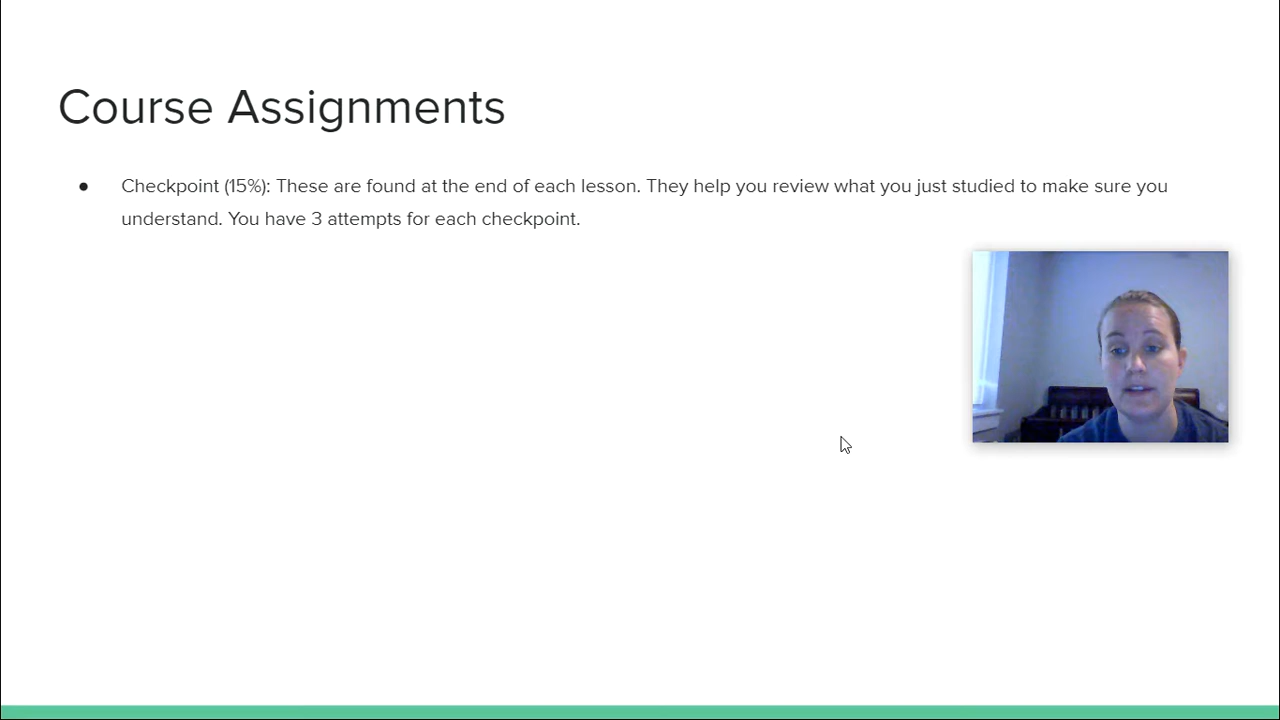 Course Assignments
● Checkpoint (15%): These are found at the end of each lesson. They help you review what you just studied to make sure you
understand. You have 3 attempts for each checkpoint.